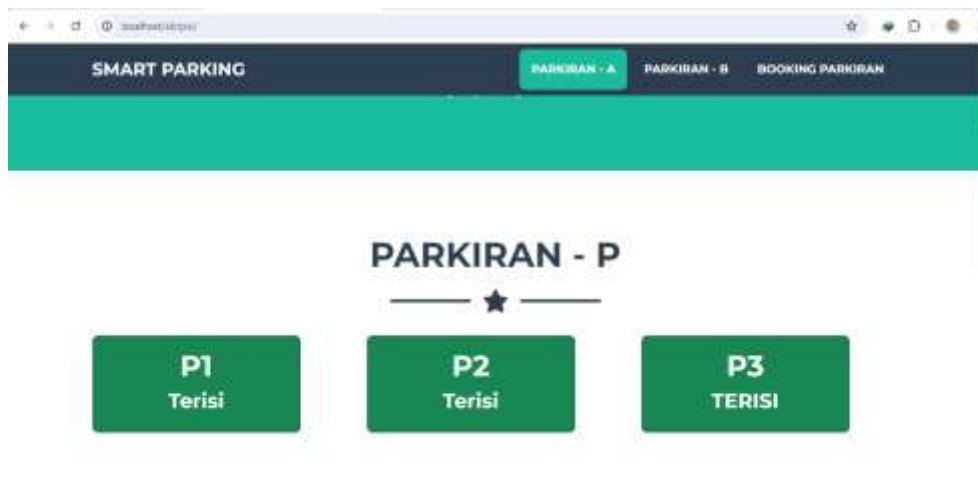 SMART PARKING
PARKIRAN - A
PARKIRAN - B
BOOKING PARKIRAN
PARKIRAN - P
P1
Terisi
P2
Terisi
P3
TERISI